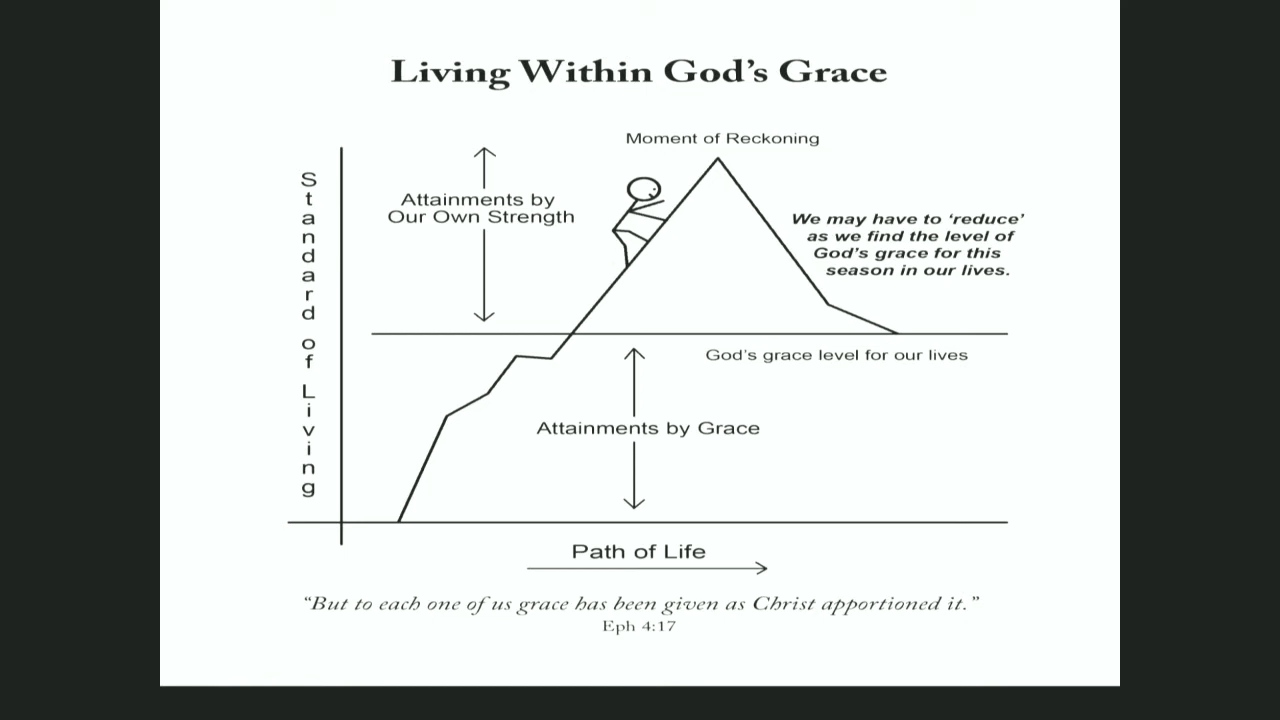 Living Within God's Grace
Moment of Reckoning
Standard of Living
Attainments by
Our Own Strength
We may have to ‘reduce’
as we find the level of
God's grace for this
season in our lives.
God's grace level for our lives
Attainments by Grace
Path of Life
“But to each one of us grace has been given as Christ apportioned it.”
Eph 4:17